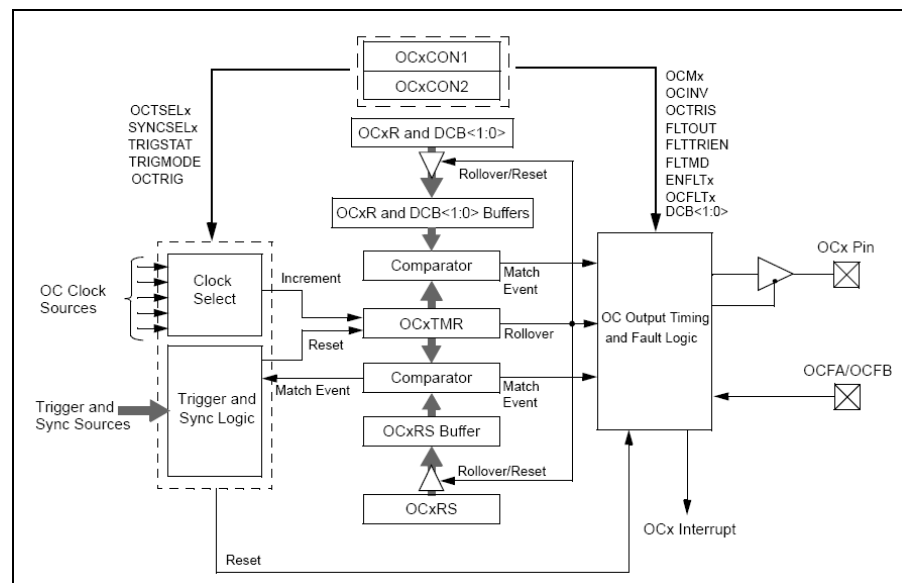 OCxCON1
OCxCON2
OCTSELx
SYNCSELx
TRIGSTAT
TRIGMODE
OCTRIG
OCMx
OCINV
OCTRIS
FLTOUT
FLTTRIEN
FLTMD
ENFLTx
OCFLTx
DCB<1:0>
OCxR and DCB<1:0>
Rollover/Reset
OCxR and DCB<1:0> Buffers
OC Clock
Sources
Clock
Select
Increment
Comparator
Match
Event
OCxTMR
Rollover
Reset
OC Output Timing
and Fault Logic
OCx Pin
Trigger and
Sync Sources
Trigger and
Sync Logic
Match Event
Comparator
Match
Event
OCFA/OCFB
OCxRS Buffer
Rollover/Reset
OCxRS
OCx Interrupt
Reset